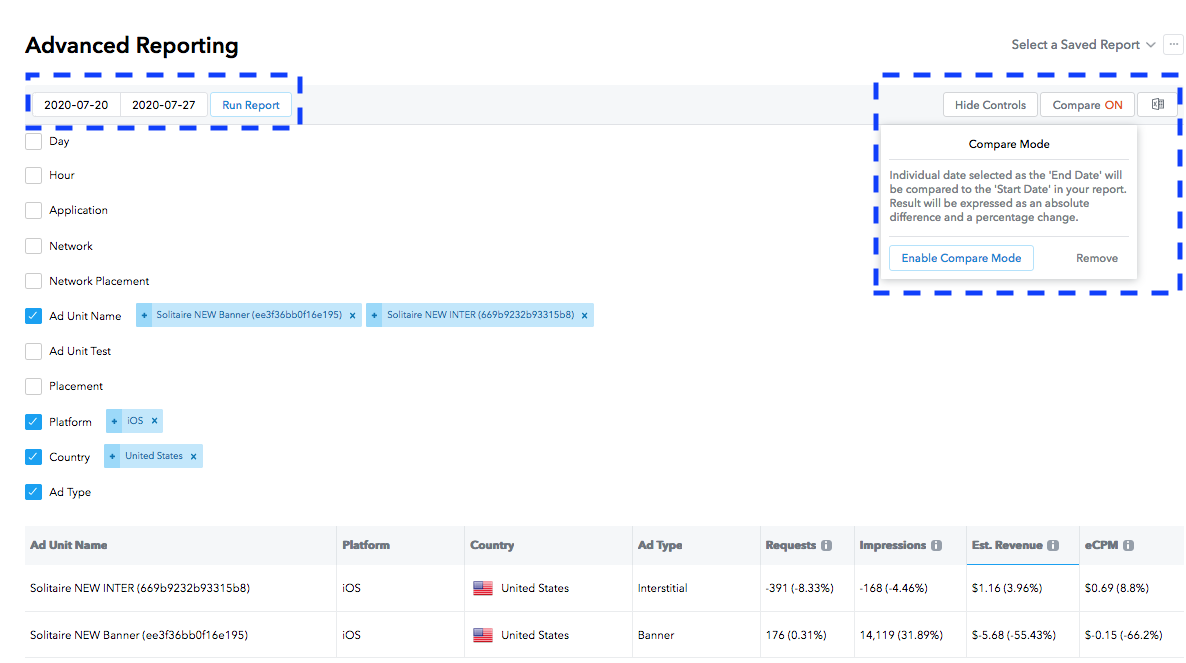 Advanced Reporting
Select a Saved Report
2020-07-20 2020-07-27 Run Report
Hide Controls Compare ON
Compare Mode
Individual date selected as the 'End Date' will
be compared to the 'Start Date' in your report.
Result will be expressed as an absolute
difference and a percentage change.
Enable Compare Mode Remove
Day
Hour
Application
Network
Network Placement
Ad Unit Name + Solitaire NEW Banner (ee3f36bb0f16e195) × + Solitaire NEW INTER (669b9232b93315b8) ×
Ad Unit Test
Placement
Platform + iOS ×
Country + United States ×
Ad Type
Ad Unit Name Platform Country Ad Type Requests Impressions Est. Revenue eCPM
Solitaire NEW INTER (669b9232b93315b8) iOS United States Interstitial -391 (-8.33%) -168 (-4.46%) $1.16 (3.96%) $0.69 (8.8%)
Solitaire NEW Banner (ee3f36bb0f16e195) iOS United States Banner 176 (0.31%) 14,119 (31.89%) $-5.68 (-55.43%) $-0.15 (-66.2%)